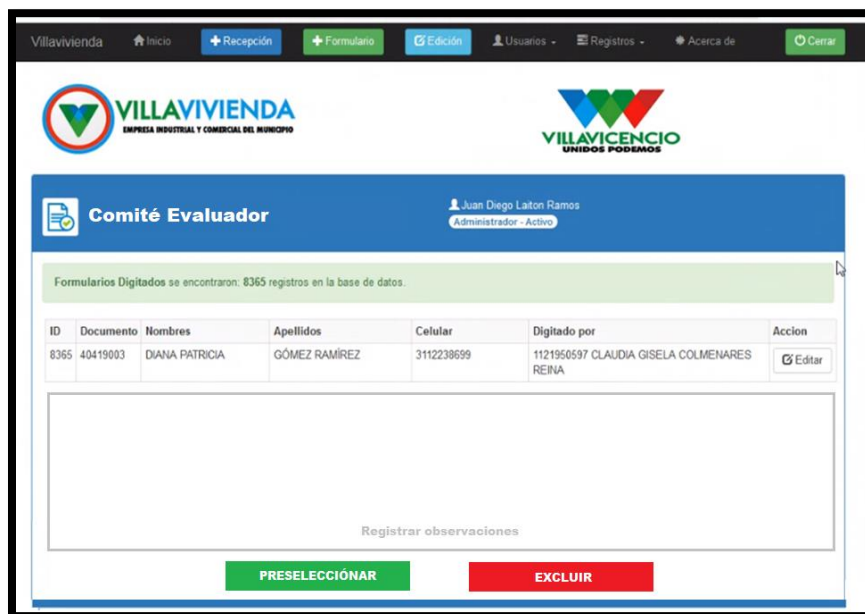 Villavivienda Inicio Recepción Formulario Edición Usuarios Registros Acerca de Cerrar
VILLAVIVIENDA
EMPRESA INDUSTRIAL Y COMERCIAL DEL MUNICIPIO
VILLAVICENCIO
UNIDOS PODEMOS
Comité Evaluador
Juan Diego Laiton Ramos
Administrador - Activo
Formularios Digitados se encontraron: 8365 registros en la base de datos.
ID Documento Nombres Apellidos Celular Digitado por Accion
8365 40419003 DIANA PATRICIA GÓMEZ RAMÍREZ 3112238699 1121950597 CLAUDIA GISELA COLMENARES Editar
REINA
Registrar observaciones
PRESELECCIÓNAR EXCLUIR